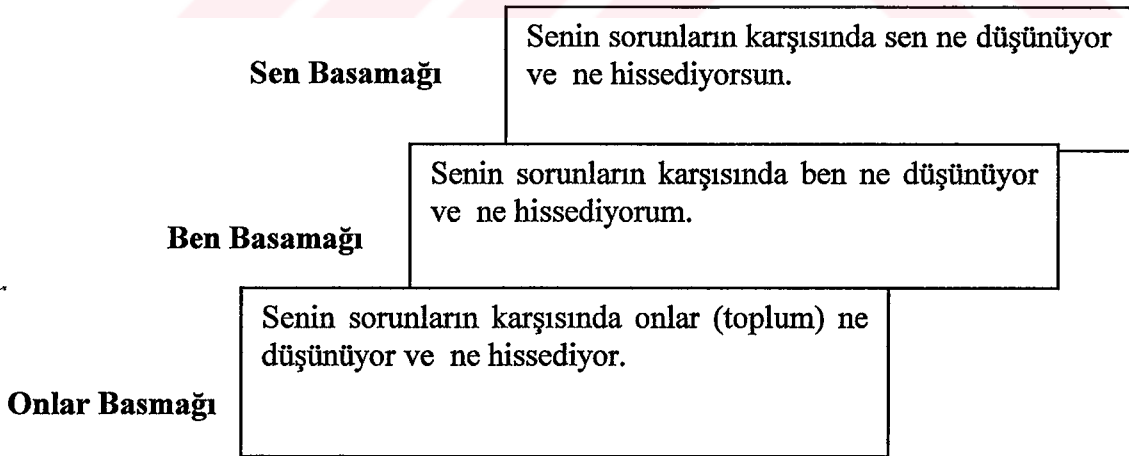 Senin sorunların karşısında sen ne düşünüyor
Sen Basamağı
ve ne hissediyorsun.
Senin sorunların karşısında ben ne düşünüyor
ve ne hissediyorum.
Ben Basamağı
Senin sorunların karşısında onlar (toplum) ne
düşünüyor ve ne hissediyor.
Onlar Basmağı